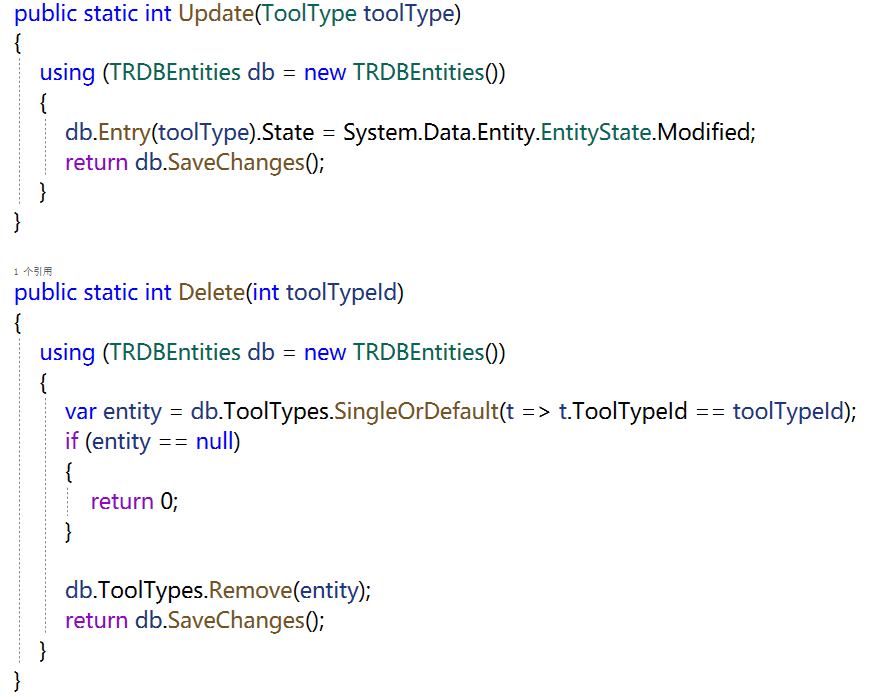 public static int Update(ToolType toolType)
{
using (TRDBEntities db = new TRDBEntities())
{
db.Entry(toolType).State = System.Data.Entity.EntityState.Modified;
return db.SaveChanges();
}
}
1 个引用
public static int Delete(int toolTypeId)
{
using (TRDBEntities db = new TRDBEntities())
{
var entity = db.ToolTypes.SingleOrDefault(t => t.ToolTypeId == toolTypeId);
if (entity == null)
{
return 0;
}
db.ToolTypes.Remove(entity);
return db.SaveChanges();
}
}